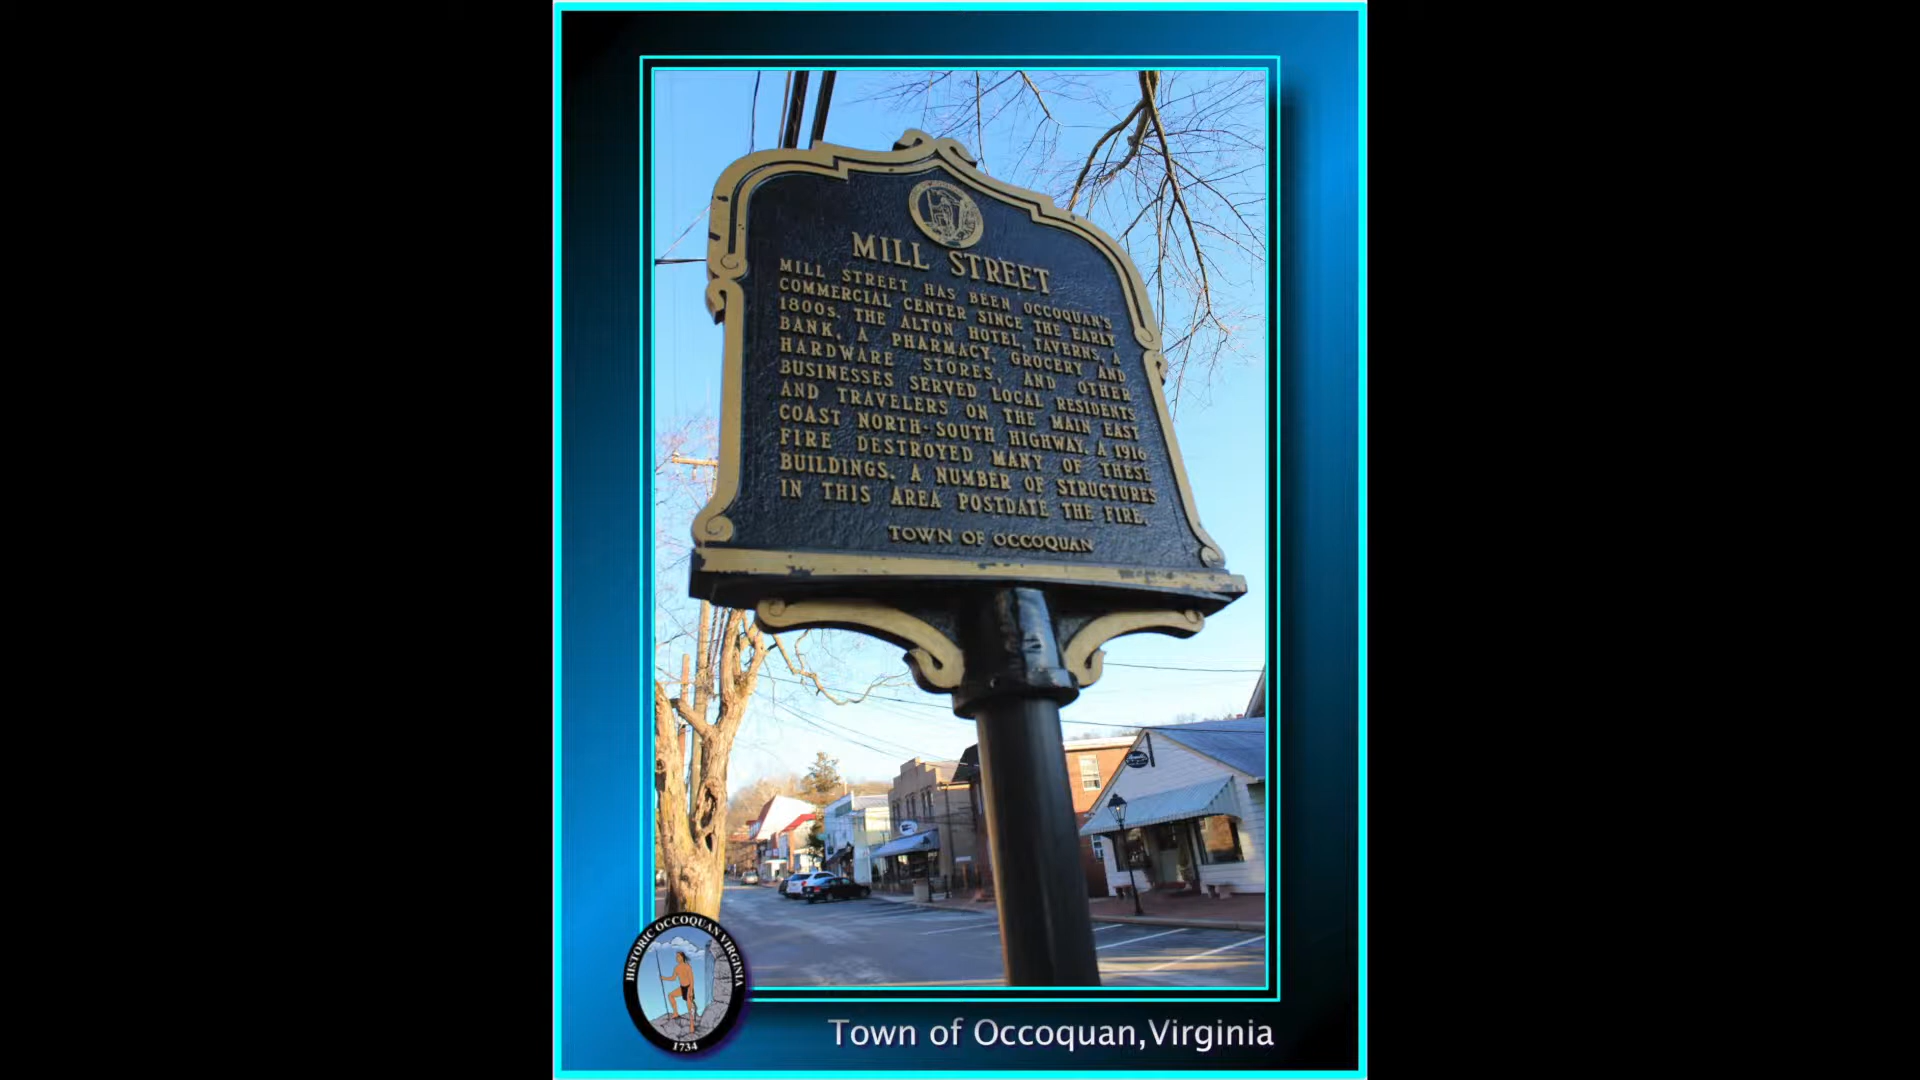 MILL STREET
MILL STREET HAS BEEN OCCOQUAN'S
COMMERCIAL CENTER SINCE THE EARLY
1800s. THE ALTON HOTEL, TAVERNS, A
BANK, A PHARMACY, GROCERY AND
HARDWARE STORES, AND OTHER
BUSINESSES SERVED LOCAL RESIDENTS
AND TRAVELERS ON THE MAIN EAST
COAST NORTH-SOUTH HIGHWAY. A 1916
FIRE DESTROYED MANY OF THESE
BUILDINGS. A NUMBER OF STRUCTURES
IN THIS AREA POSTDATE THE FIRE.
TOWN OF OCCOQUAN
HISTORIC OCCOQUAN VIRGINIA
1734
Town of Occoquan,Virginia